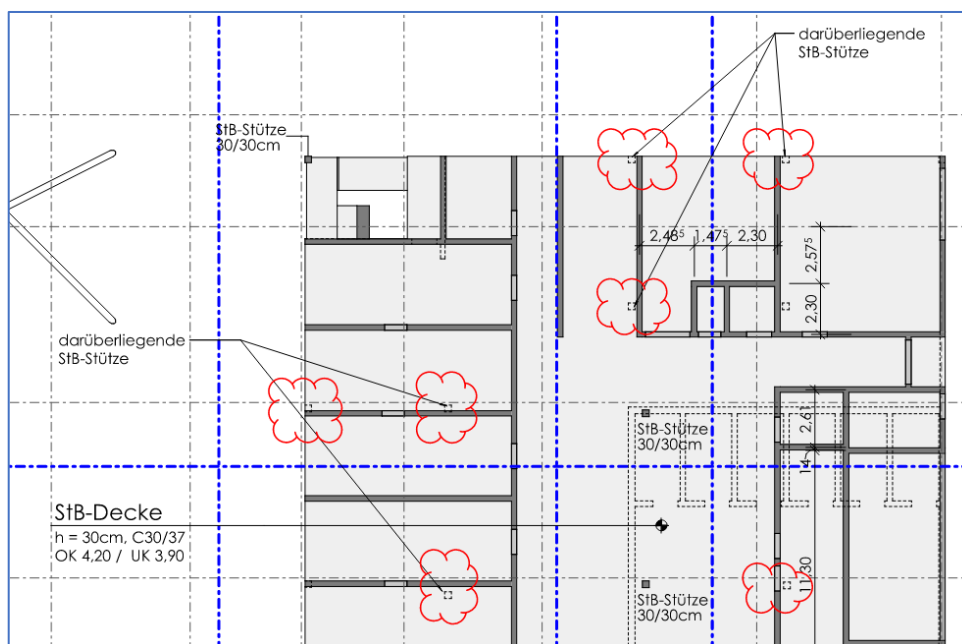 darüberliegende
StB-Stütze
StB-Stütze
30/30cm
2,48⁵
1,47⁵
2,30
2,57⁵
2,30
darüberliegende
StB-Stütze
StB-Stütze
30/30cm
2,61
14
StB-Decke
h = 30cm, C30/37
OK 4,20 / UK 3,90
11,30
StB-Stütze
30/30cm